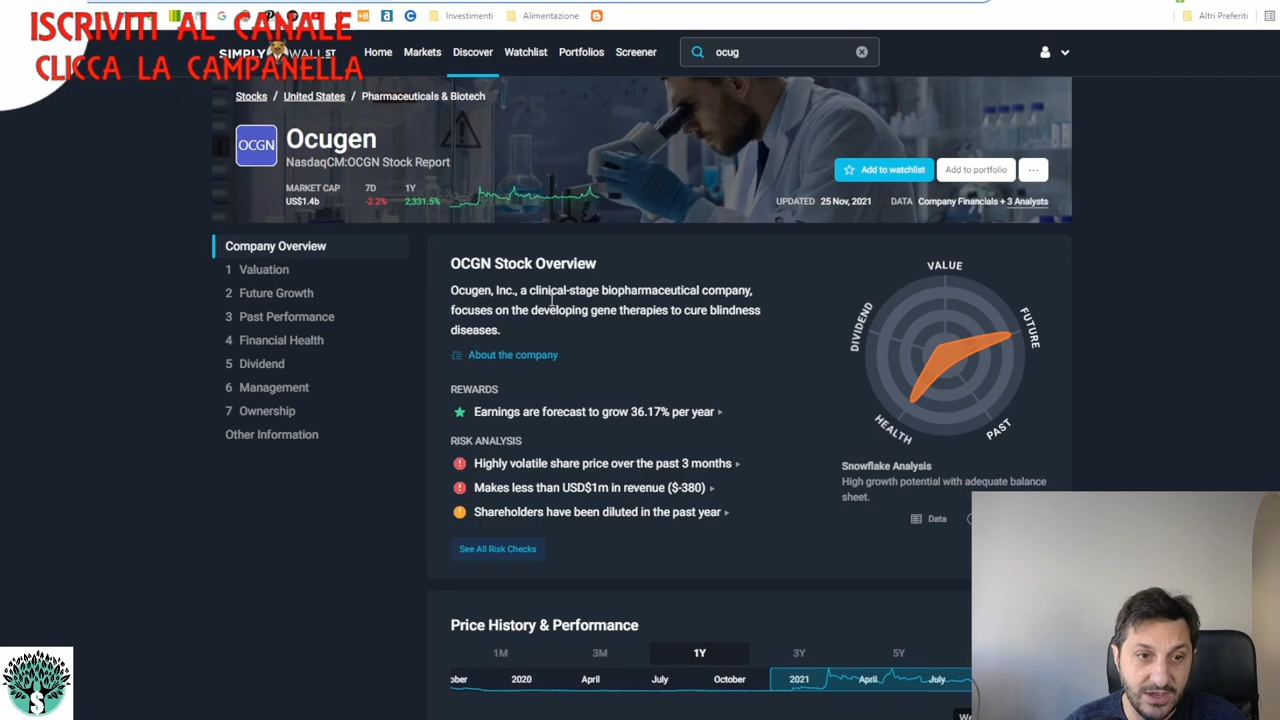 Investimenti
Alimentazione
Altri Preferiti
ISCRIVITI AL CANALE
CLICCA LA CAMPANELLA
SIMPLY WALL ST
Home
Markets
Discover
Watchlist
Portfolios
Screener
ocug
Stocks / United States / Pharmaceuticals & Biotech
OCGN
Ocugen
NasdaqCM:OCGN Stock Report
Add to watchlist
Add to portfolio
...
MARKET CAP
7D
1Y
US$1.4b
-2.2%
2,331.5%
UPDATED 25 Nov, 2021
DATA Company Financials + 3 Analysts
Company Overview
1 Valuation
2 Future Growth
3 Past Performance
4 Financial Health
5 Dividend
6 Management
7 Ownership
Other Information
OCGN Stock Overview
Ocugen, Inc., a clinical-stage biopharmaceutical company,
focuses on the developing gene therapies to cure blindness
diseases.
About the company
REWARDS
Earnings are forecast to grow 36.17% per year
RISK ANALYSIS
Highly volatile share price over the past 3 months
Makes less than USD$1m in revenue ($-380)
Shareholders have been diluted in the past year
See All Risk Checks
VALUE
FUTURE
PAST
HEALTH
DIVIDEND
Snowflake Analysis
High growth potential with adequate balance
sheet.
Data
Price History & Performance
1M
3M
1Y
3Y
5Y
ober
2020
April
July
October
2021
April
July
We
$